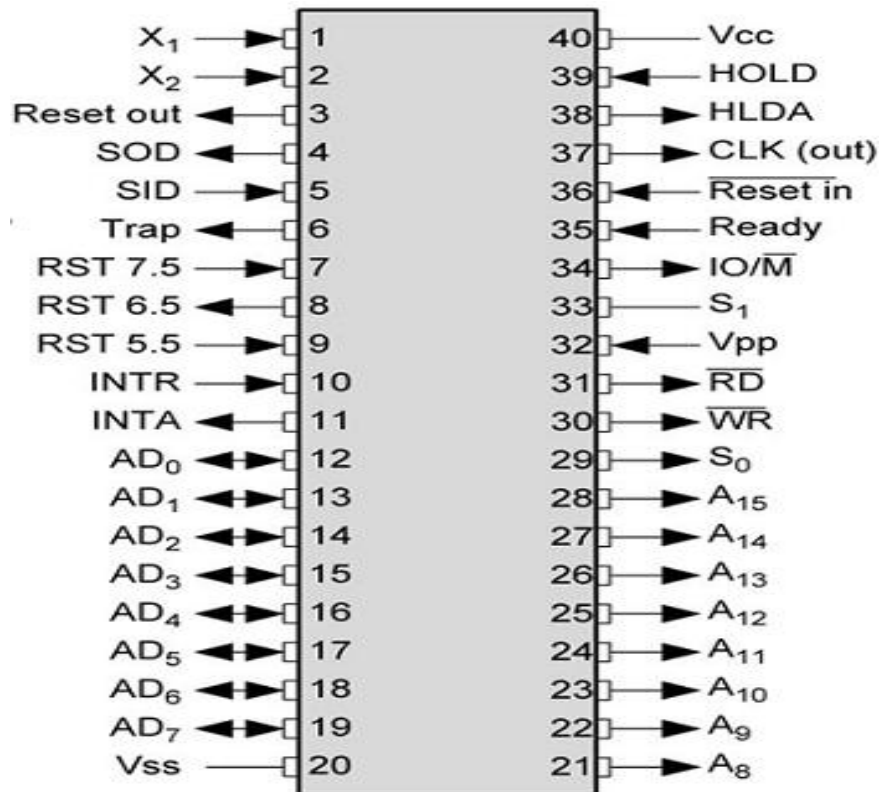 X₁ 1 40 Vcc
X₂ 2 39 HOLD
Reset out 3 38 HLDA
SOD 4 37 CLK (out)
SID 5 36 R̅e̅s̅e̅t̅ ̅i̅n̅
Trap 6 35 Ready
RST 7.5 7 34 IO/M̅
RST 6.5 8 33 S₁
RST 5.5 9 32 Vpp
INTR 10 31 R̅D̅
INTA 11 30 W̅R̅
AD₀ 12 29 S₀
AD₁ 13 28 A₁₅
AD₂ 14 27 A₁₄
AD₃ 15 26 A₁₃
AD₄ 16 25 A₁₂
AD₅ 17 24 A₁₁
AD₆ 18 23 A₁₀
AD₇ 19 22 A₉
Vss 20 21 A₈